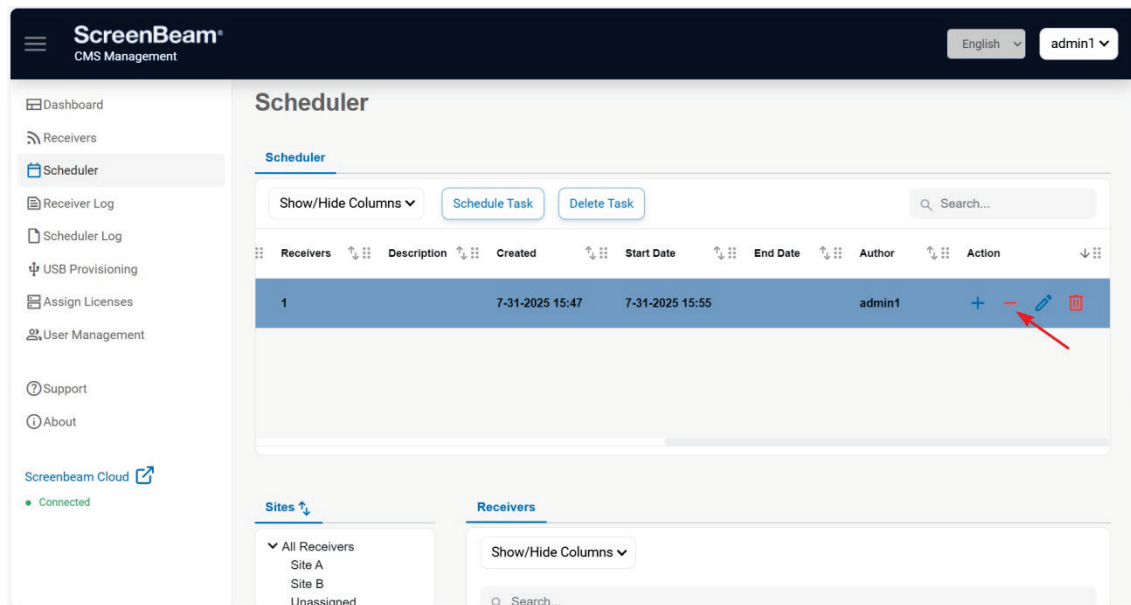 ScreenBeam®
CMS Management
English
admin1
Dashboard
Receivers
Scheduler
Receiver Log
Scheduler Log
USB Provisioning
Assign Licenses
User Management
Support
About
Screenbeam Cloud
Connected
Scheduler
Scheduler
Show/Hide Columns
Schedule Task
Delete Task
Search...
Receivers Description Created Start Date End Date Author Action
1 7-31-2025 15:47 7-31-2025 15:55 admin1
Sites
All Receivers
Site A
Site B
Unassigned
Receivers
Show/Hide Columns
Search...